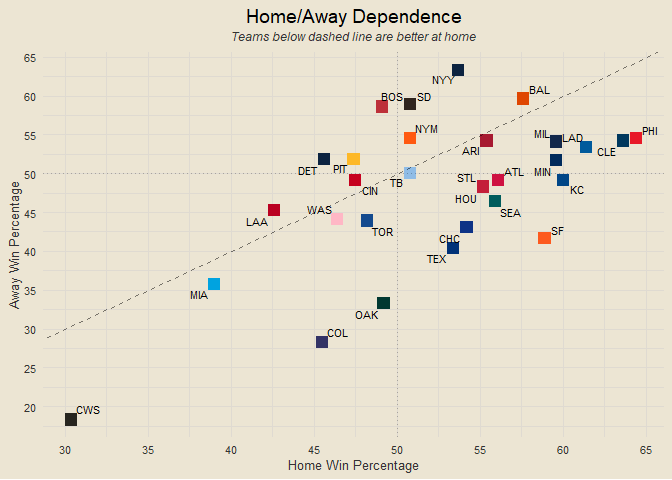 Home/Away Dependence
Teams below dashed line are better at home
65
NYY
60
BOS
SD
BAL
55
NYM
MIL
LAD
PHI
ARI
CLE
DET
PIT
50
TB
STL
ATL
MIN
CIN
KC
HOU
45
WAS
SEA
LAA
TOR
CHC
SF
40
TEX
35
MIA
30
OAK
COL
25
20
CWS
30
35
40
45
50
55
60
65
Home Win Percentage
Away Win Percentage